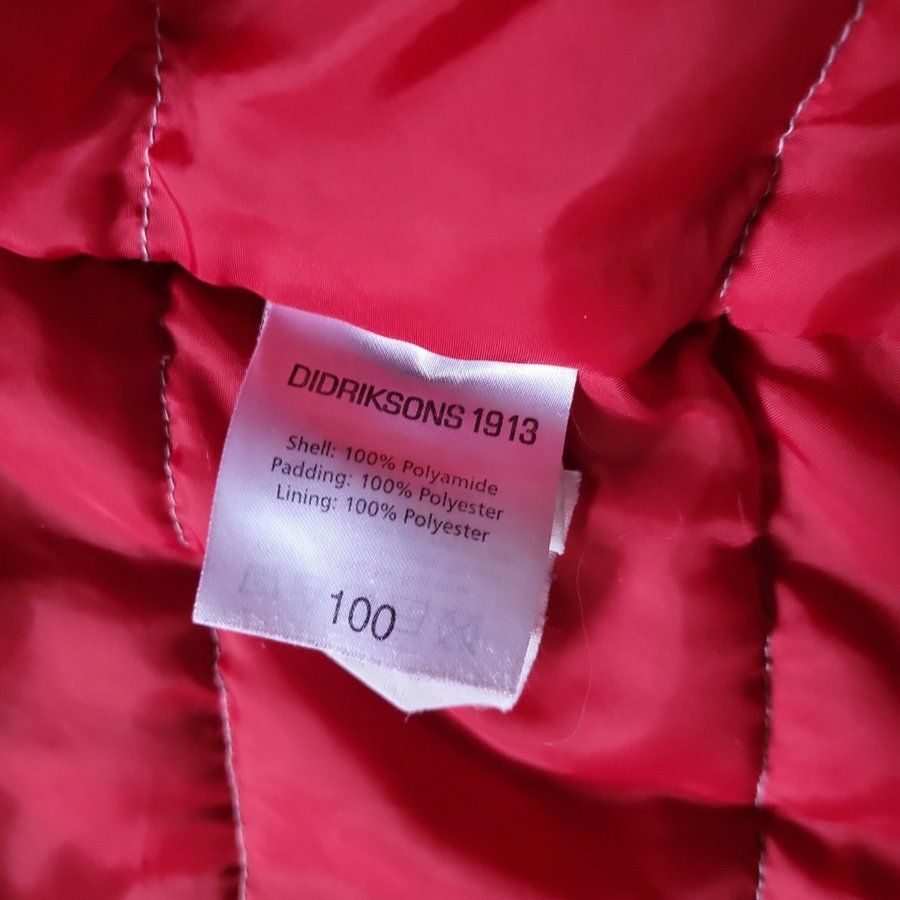 DIDRIKSONS 1913
Shell: 100% Polyamide
Padding: 100% Polyester
Lining: 100% Polyester
100